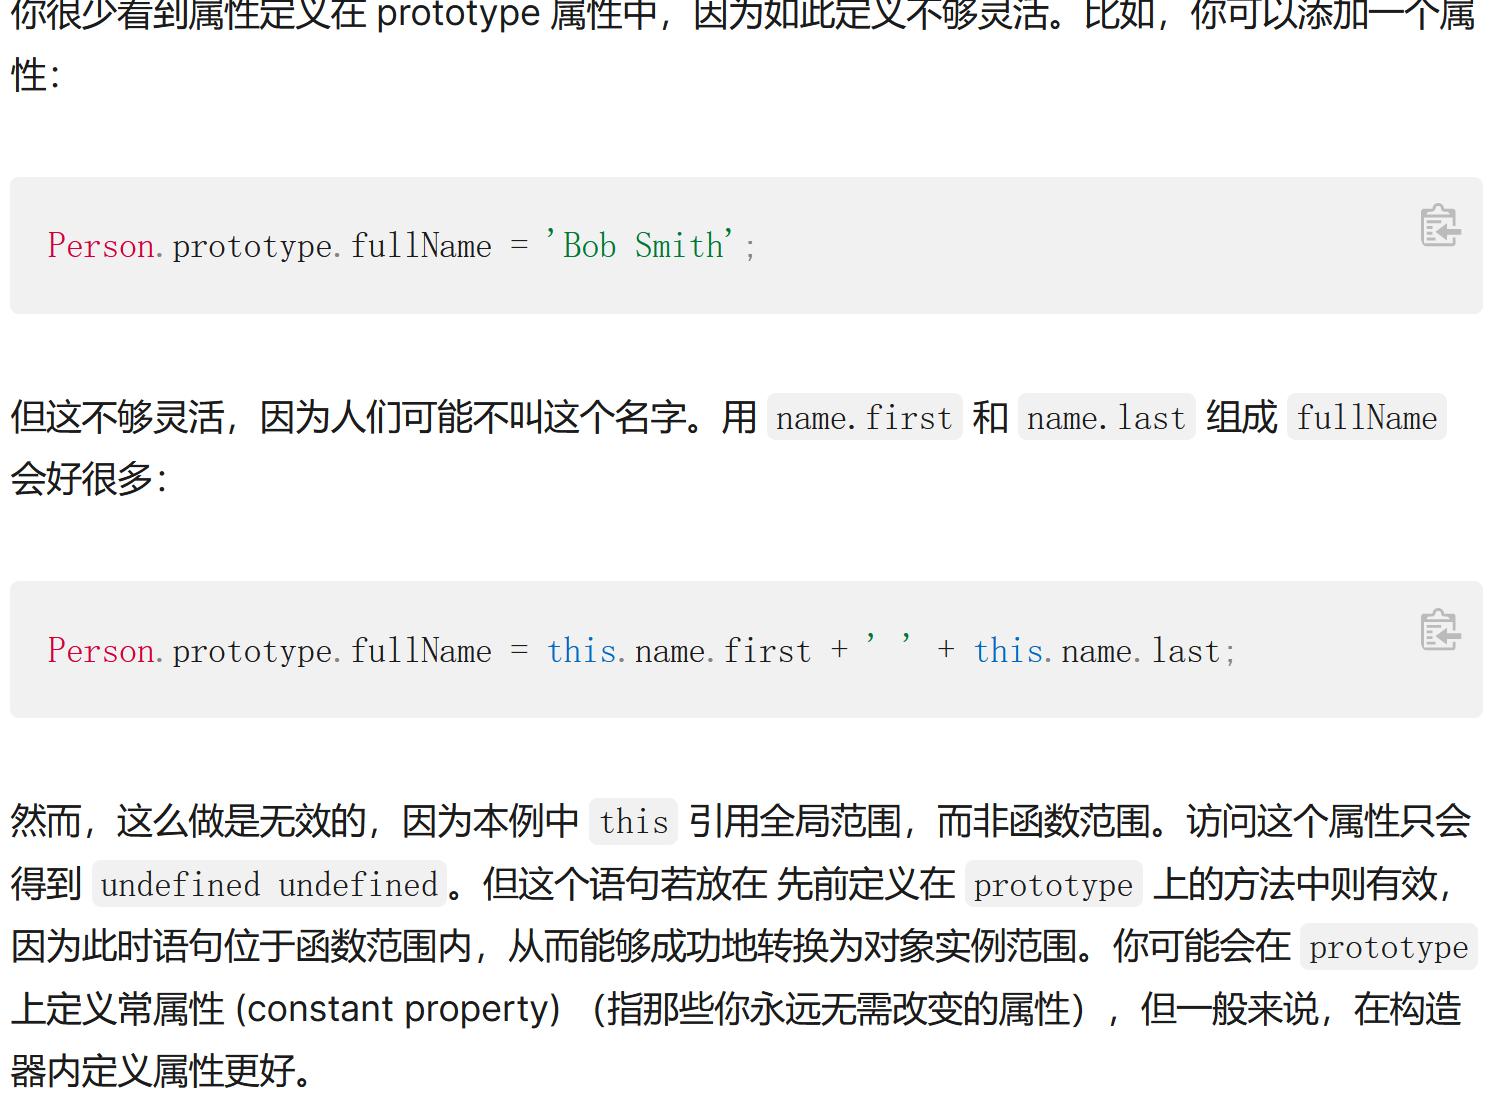 你很少看到属性定义在 prototype 属性中，因为如此定义不够灵活。比如，你可以添加一个属
性：
Person.prototype.fullName = 'Bob Smith';
但这不够灵活，因为人们可能不叫这个名字。用 name.first 和 name.last 组成 fullName
会好很多：
Person.prototype.fullName = this.name.first + ' ' + this.name.last;
然而，这么做是无效的，因为本例中 this 引用全局范围，而非函数范围。访问这个属性只会
得到 undefined undefined。但这个语句若放在 先前定义在 prototype 上的方法中则有效，
因为此时语句位于函数范围内，从而能够成功地转换为对象实例范围。你可能会在 prototype
上定义常属性 (constant property) （指那些你永远无需改变的属性），但一般来说，在构造
器内定义属性更好。